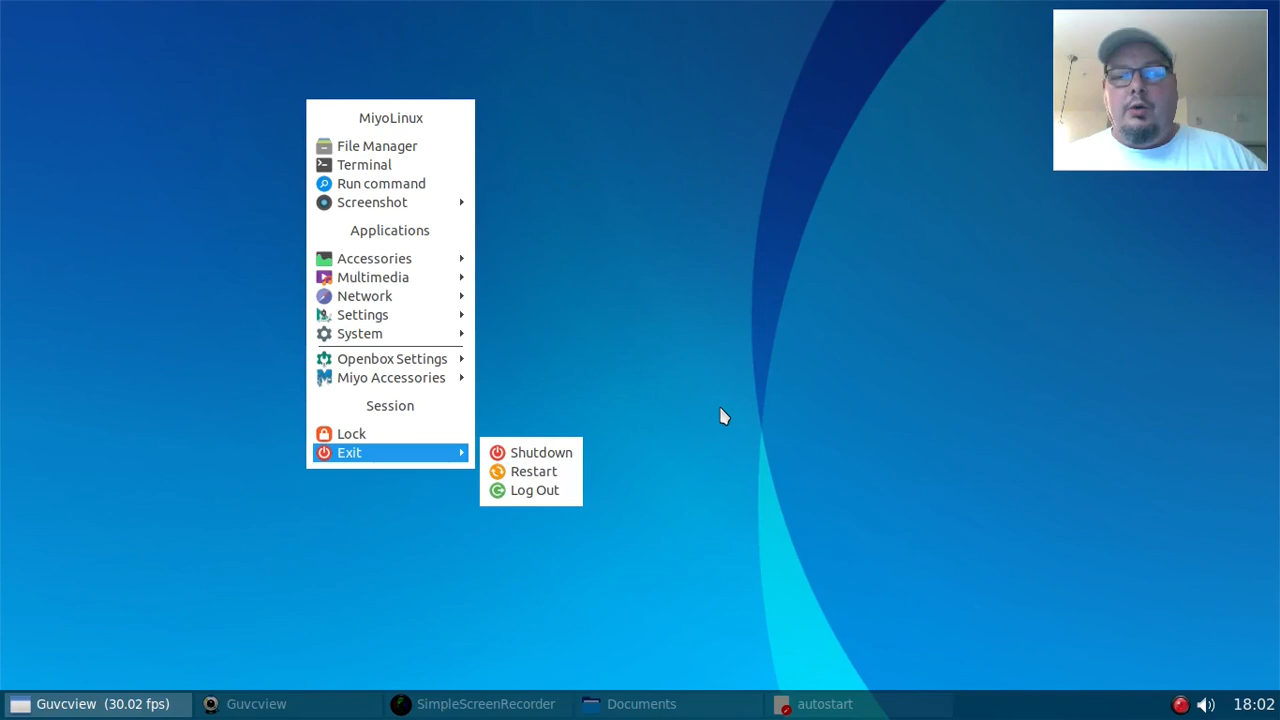 MiyoLinux
File Manager
Terminal
Run command
Screenshot
Applications
Accessories
Multimedia
Network
Settings
System
Openbox Settings
Miyo Accessories
Session
Lock
Exit
Shutdown
Restart
Log Out
Guvcview (30.02 fps)
Guvcview
SimpleScreenRecorder
Documents
autostart
18:02